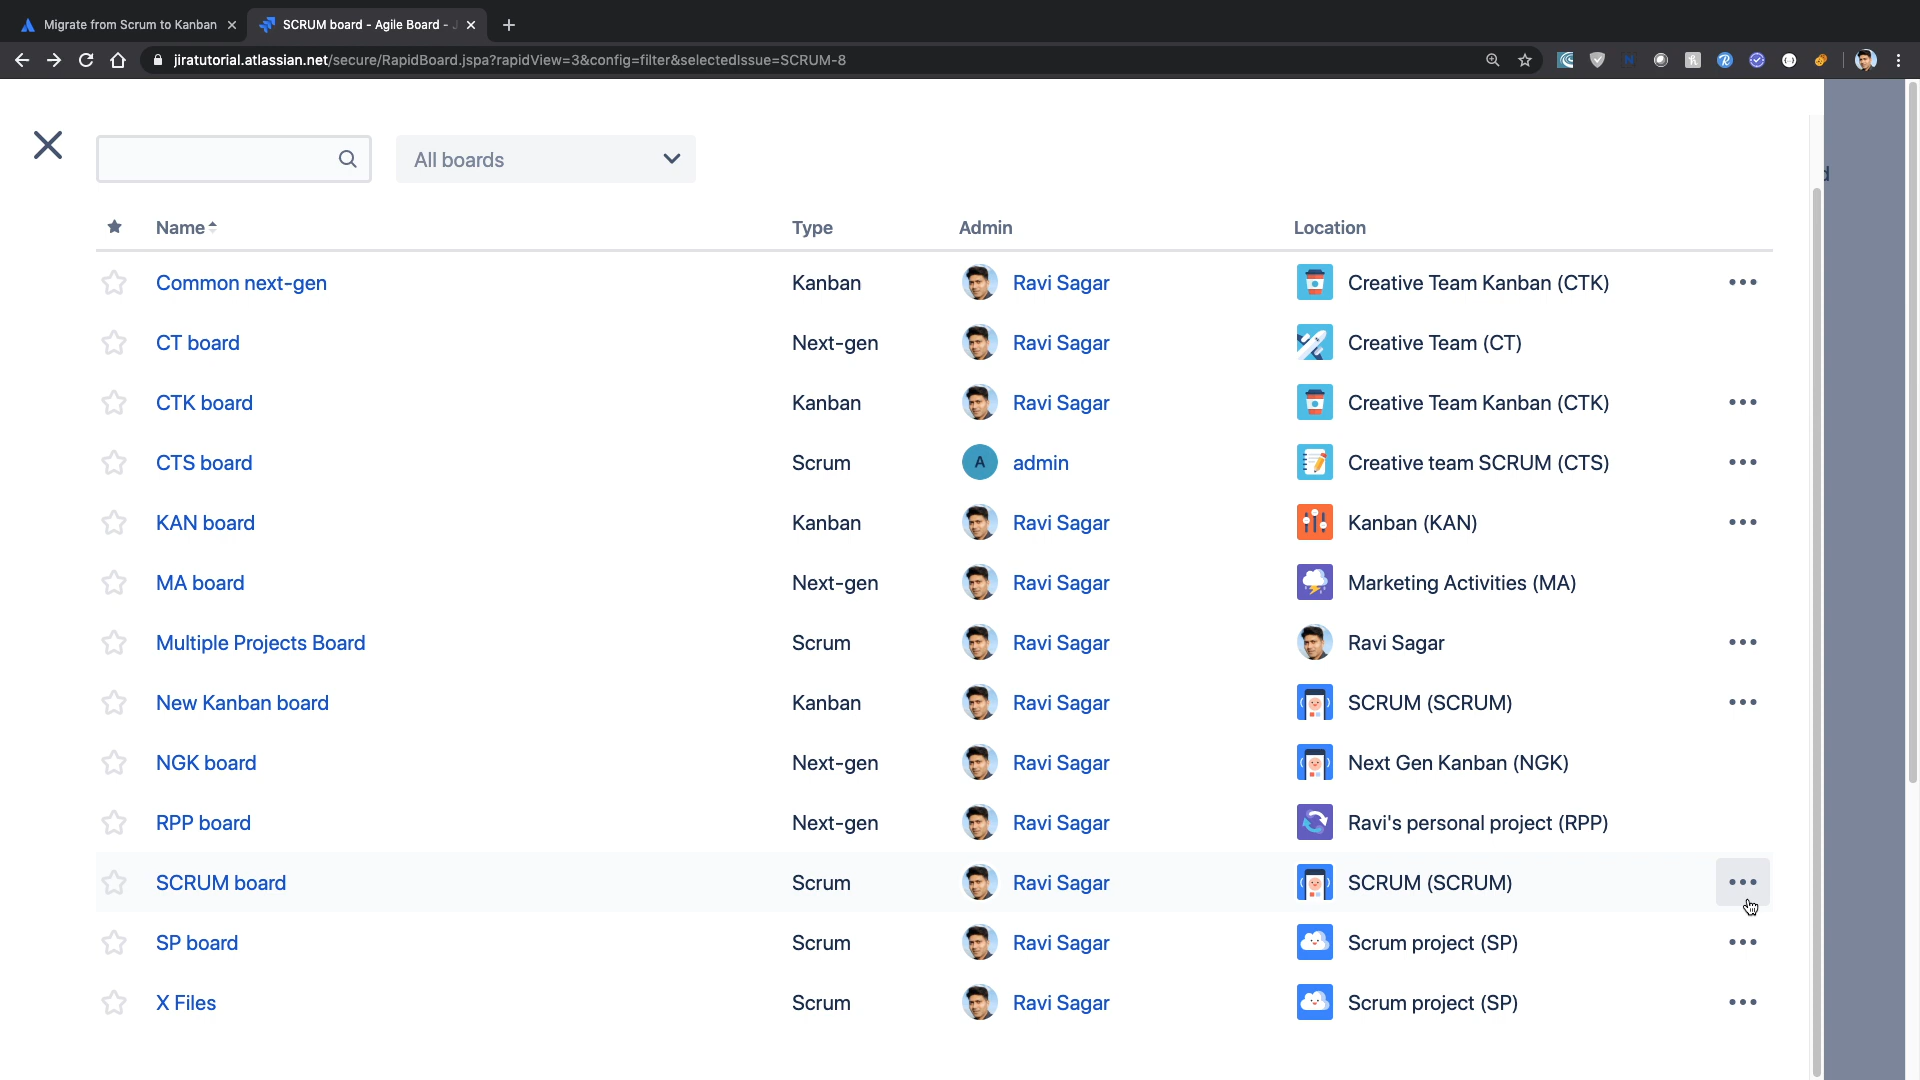 Migrate from Scrum to Kanban
SCRUM board - Agile Board -
jiratutorial.atlassian.net/secure/RapidBoard.jspa?rapidView=3&config=filter&selectedIssue=SCRUM-8
All boards
Name Type Admin Location
Common next-gen Kanban Ravi Sagar Creative Team Kanban (CTK)
CT board Next-gen Ravi Sagar Creative Team (CT)
CTK board Kanban Ravi Sagar Creative Team Kanban (CTK)
CTS board Scrum A admin Creative team SCRUM (CTS)
KAN board Kanban Ravi Sagar Kanban (KAN)
MA board Next-gen Ravi Sagar Marketing Activities (MA)
Multiple Projects Board Scrum Ravi Sagar Ravi Sagar
New Kanban board Kanban Ravi Sagar SCRUM (SCRUM)
NGK board Next-gen Ravi Sagar Next Gen Kanban (NGK)
RPP board Next-gen Ravi Sagar Ravi's personal project (RPP)
SCRUM board Scrum Ravi Sagar SCRUM (SCRUM)
SP board Scrum Ravi Sagar Scrum project (SP)
X Files Scrum Ravi Sagar Scrum project (SP)